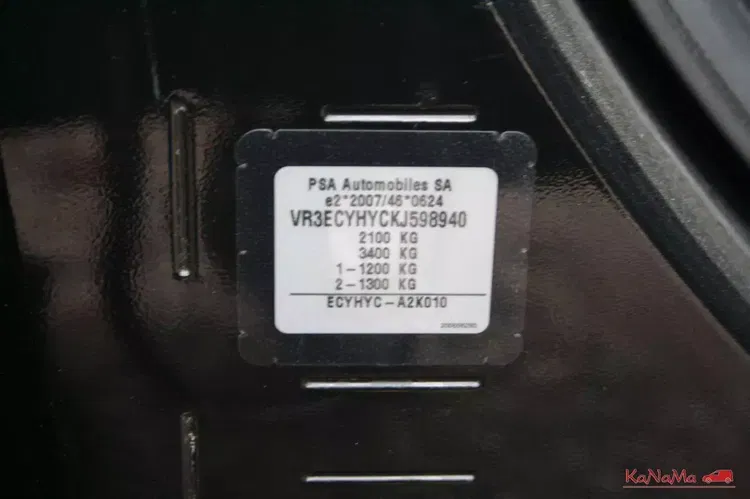 PSA Automobiles SA
e2*2007/46*0624
VR3ECYHYCKJ598940
2100 KG
3400 KG
1-1200 KG
2-1300 KG
ECYHYC-A2K010
KaNaMa